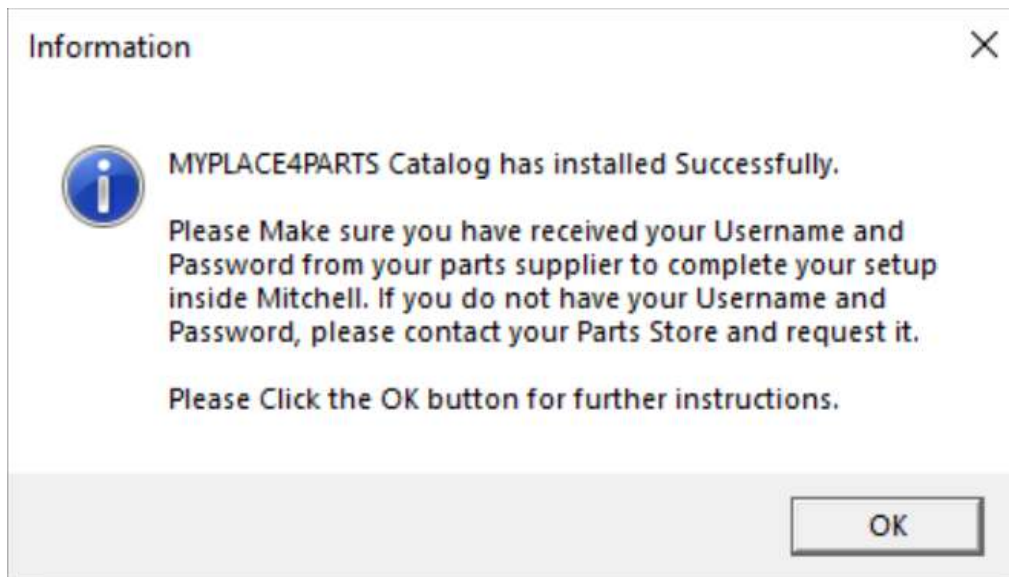 Information
MYPLACE4PARTS Catalog has installed Successfully.
Please Make sure you have received your Username and
Password from your parts supplier to complete your setup
inside Mitchell. If you do not have your Username and
Password, please contact your Parts Store and request it.
Please Click the OK button for further instructions.
OK